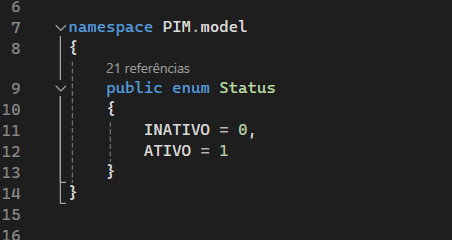 6
7 namespace PIM.model
8 {
21 referências
9 public enum Status
10 {
11 INATIVO = 0,
12 ATIVO = 1
13 }
14 }
15
16